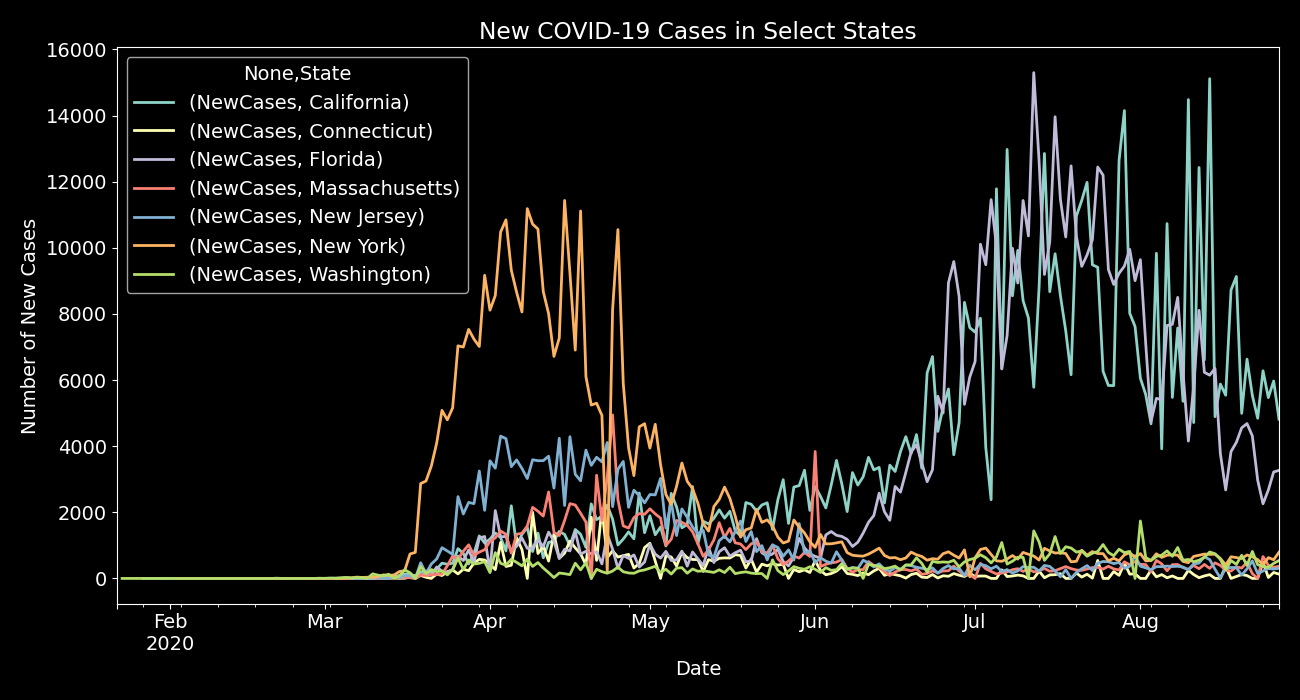 New COVID-19 Cases in Select States
16000
14000
12000
10000
8000
6000
4000
2000
0
Number of New Cases
None,State
(NewCases, California)
(NewCases, Connecticut)
(NewCases, Florida)
(NewCases, Massachusetts)
(NewCases, New Jersey)
(NewCases, New York)
(NewCases, Washington)
Feb Mar Apr May Jun Jul Aug
2020
Date